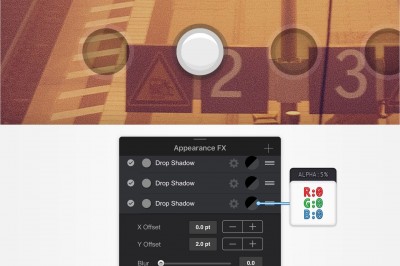 2
3
Appearance FX
Drop Shadow
Drop Shadow
Drop Shadow
X Offset
0.0 pt
Y Offset
2.0 pt
Blur
0.0
ALPHA:5%
R:0
G:0
B:0